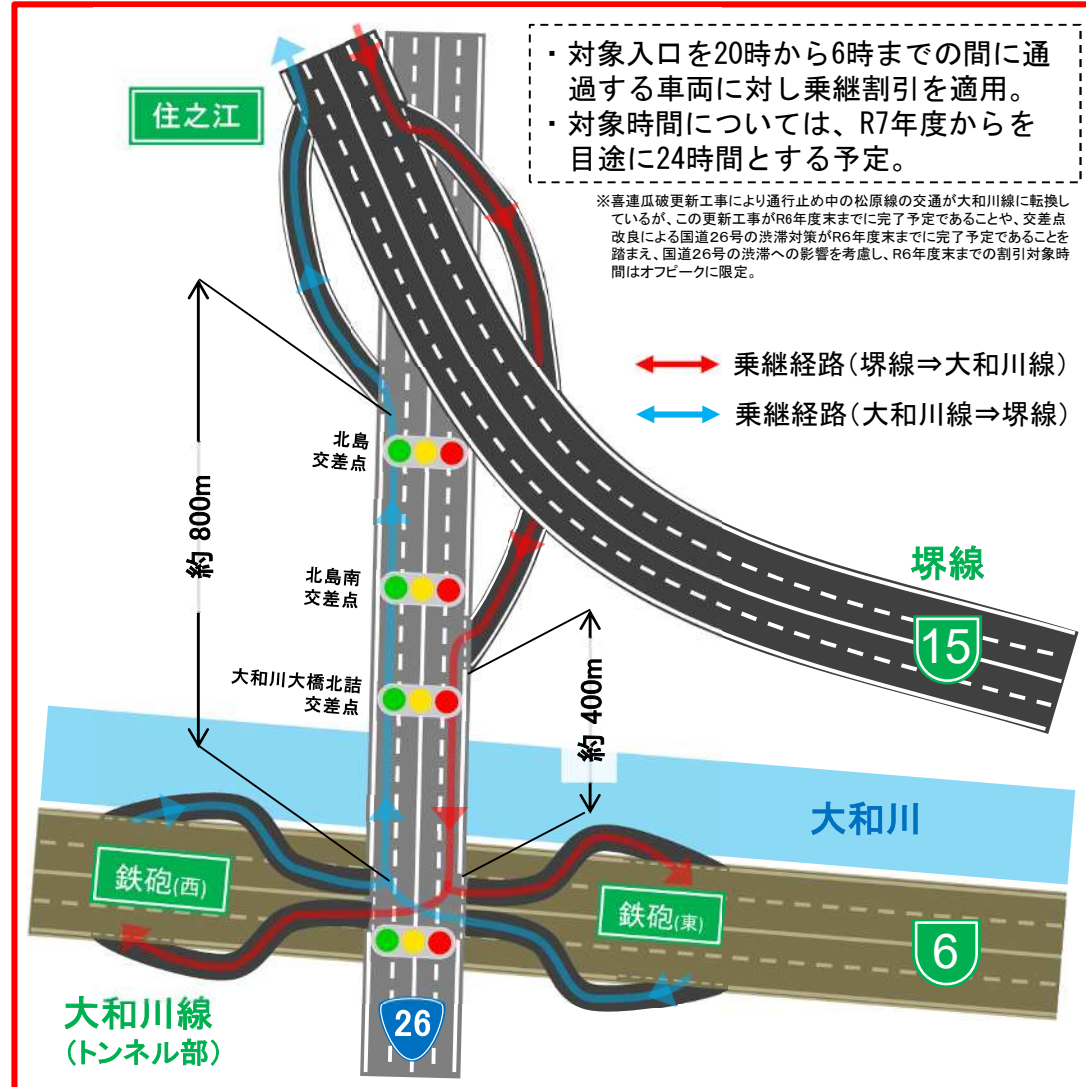 ・対象入口を20時から6時までの間に通
過する車両に対し乗継割引を適用。
・対象時間については、R7年度からを
目途に24時間とする予定。
住之江
※喜連瓜破更新工事により通行止め中の松原線の交通が大和川線に転換
しているが、この更新工事がR6年度末までに完了予定であることや、交差点
改良による国道26号の渋滞対策がR6年度末までに完了予定であることを
踏まえ、国道26号の渋滞への影響を考慮し、R6年度末までの割引対象時
間はオフピークに限定。
乗継経路(堺線⇒大和川線)
乗継経路(大和川線⇒堺線)
北島
交差点
約 800m
北島南
交差点
堺線
15
大和川大橋北詰
交差点
約 400m
大和川
鉄砲(西)
鉄砲(東)
6
大和川線
(トンネル部)
26